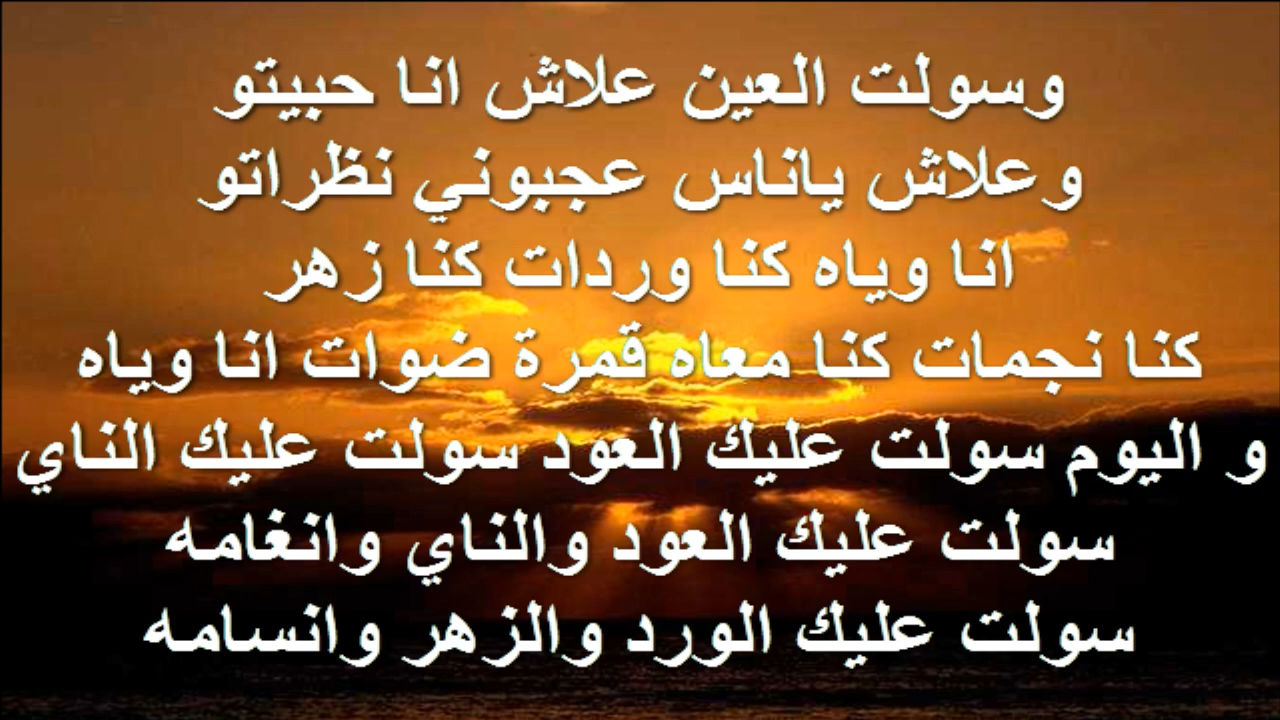 وسولت العين علاش انا حبيتو
وعلاش ياناس عجبوني نظراتو
انا وياه كنا وردات كنا زهر
كنا نجمات كنا معاه قمرة ضوات انا وياه
و اليوم سولت عليك العود سولت عليك الناي
سولت عليك العود والناي وانغامه
سولت عليك الورد والزهر وانسامه